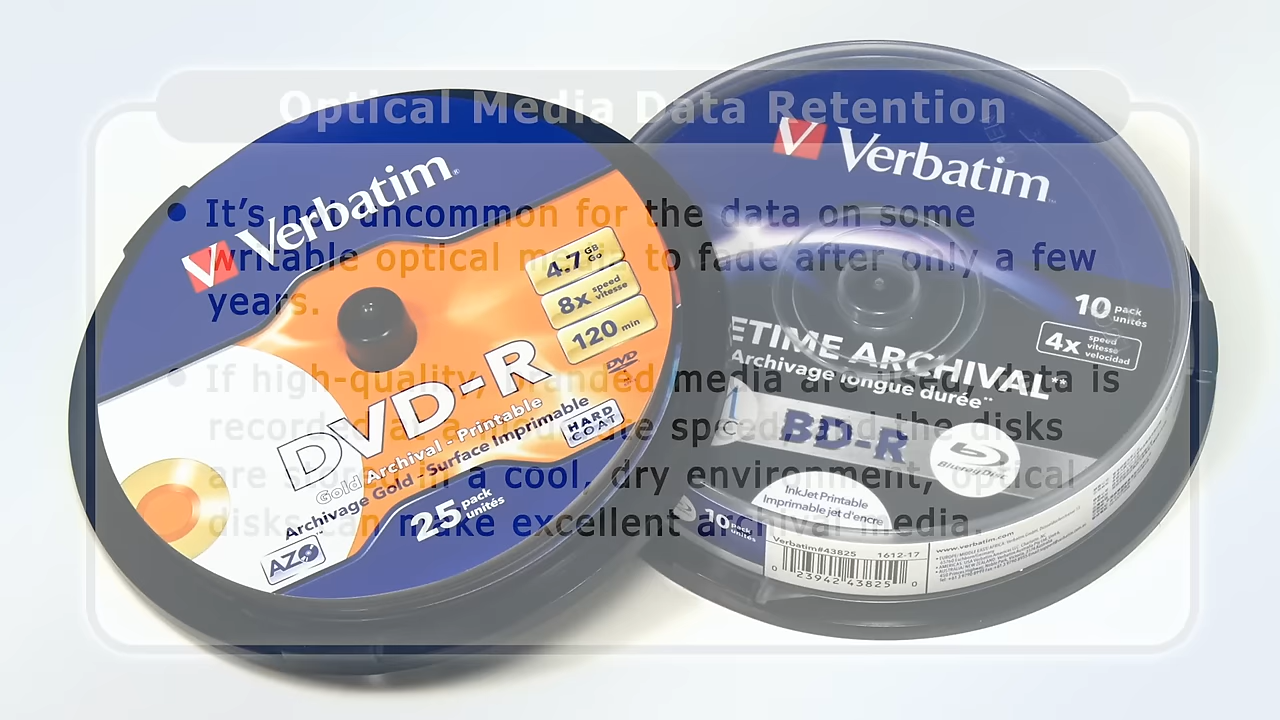 Optical Media Data Retention
It's not uncommon for the data on some
writable optical media to fade after only a few
years.
If high-quality branded media are used, data is
recorded at a moderate speed and the disks
are stored in a cool, dry environment, optical
disks can make excellent archival media.
Verbatim®
4.7 GB Go
8x speed vitesse
120 min
DVD
DVD-R
Gold Archival - Printable
Archivage Gold - Surface Imprimable
HARD
COAT
25 pack unités
AZO
Verbatim™
10 pack unités
4x speed vitesse velocidad
ETIME ARCHIVAL**
Archivage longue durée**
BD-R
Blu-ray Disc
InkJet Printable
Imprimable jet d'encre
10 pack unités
Verbatim#43825 1612-17
0 23942 43825 0
www.verbatim.com